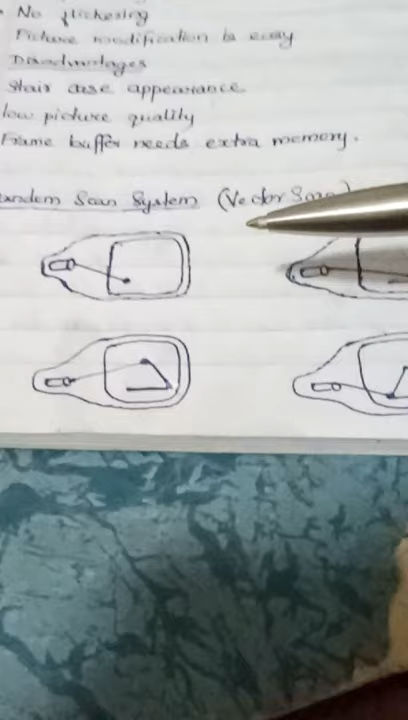 • No flickering
Picture modification is easy
Disadvantages
Stair case appearance
low picture quality
Frame buffer needs extra memory.
andom Scan System (Vector Scan)